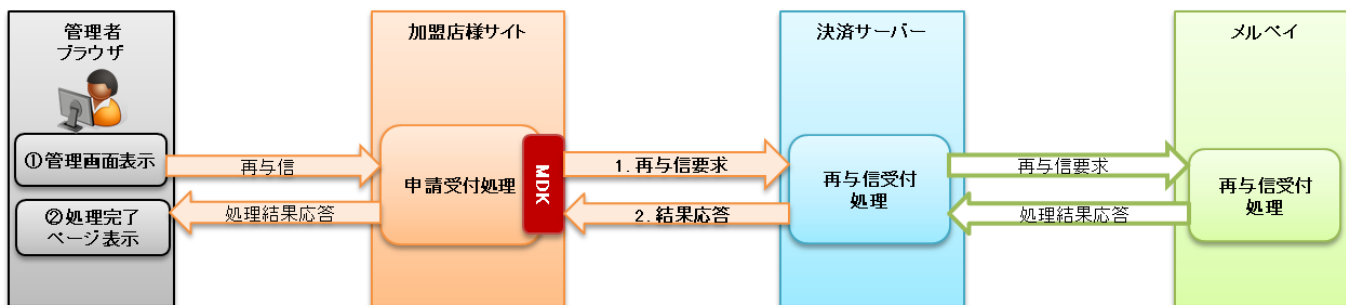 管理者
ブラウザ
①管理画面表示
②処理完了
ページ表示
再与信
処理結果応答
加盟店様サイト
申請受付処理
MDK
1. 再与信要求
2. 結果応答
決済サーバー
再与信受付
処理
再与信要求
処理結果応答
メルペイ
再与信受付
処理